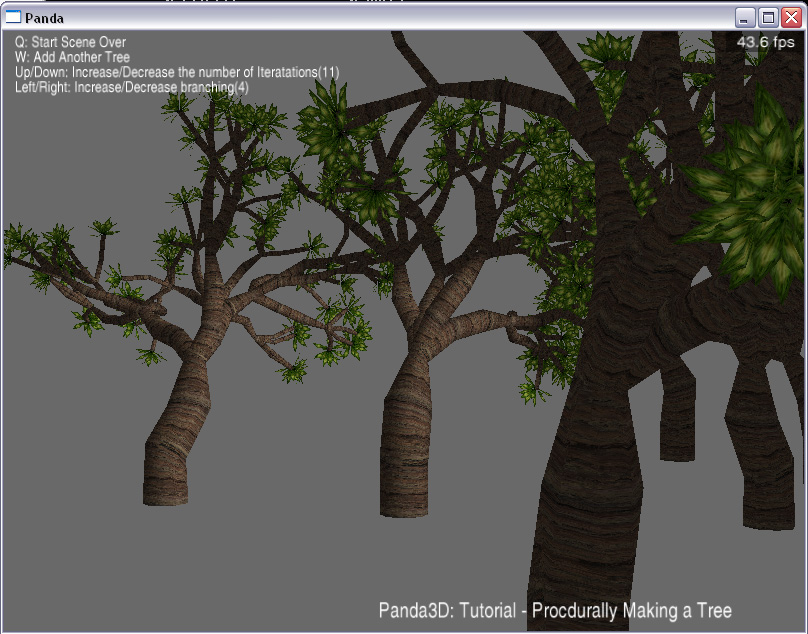 Panda
Q: Start Scene Over
43.6 fps
W: Add Another Tree
Up/Down: Increase/Decrease the number of Iteratations(11)
Left/Right: Increase/Decrease branching(4)
Panda3D: Tutorial - Procdurally Making a Tree